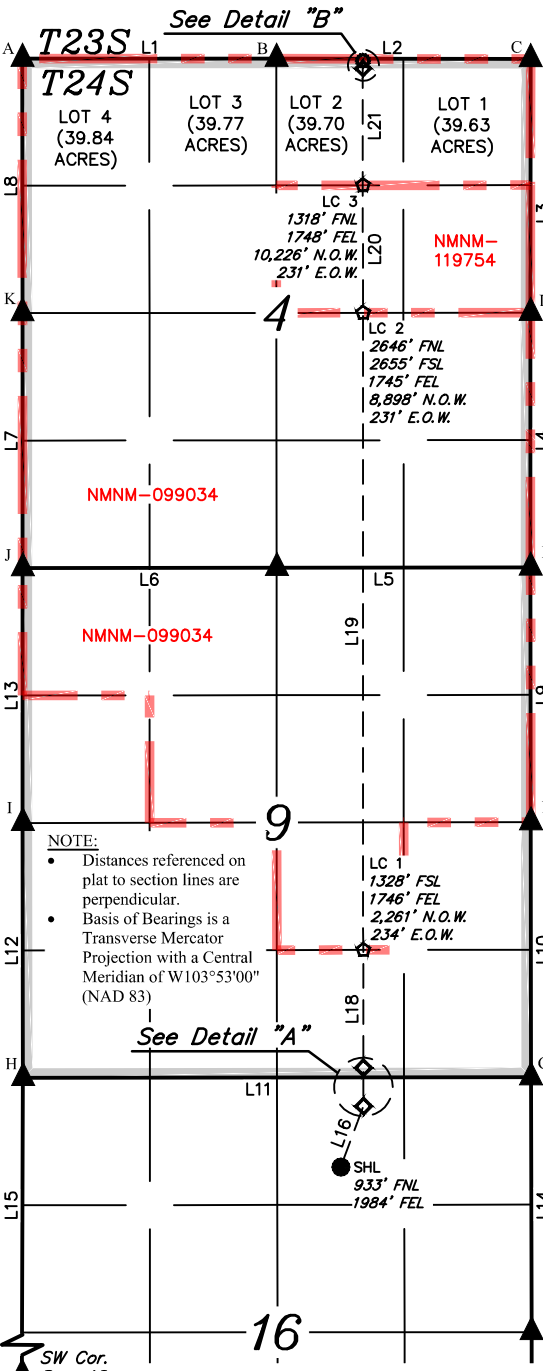 See Detail "B"
A
T23S
L1
B
L2
C
T24S
LOT 4
(39.84
ACRES)
LOT 3
(39.77
ACRES)
LOT 2
(39.70
ACRES)
L21
LOT 1
(39.63
ACRES)
L8
LC 3
1318' FNL
1748' FEL
10,226' N.O.W.
231' E.O.W.
L20
NMNM-
119754
K
4
LC 2
2646' FNL
2655' FSL
1745' FEL
8,898' N.O.W.
231' E.O.W.
L7
NMNM-099034
J
L6
L5
NMNM-099034
L19
L13
I
9
NOTE:
• Distances referenced on
plat to section lines are
perpendicular.
• Basis of Bearings is a
Transverse Mercator
Projection with a Central
Meridian of W103°53'00"
(NAD 83)
LC 1
1328' FSL
1746' FEL
2,261' N.O.W.
234' E.O.W.
L12
L10
L18
See Detail "A"
H
L11
L16
SHL
933' FNL
1984' FEL
L15
L14
16
SW Cor.